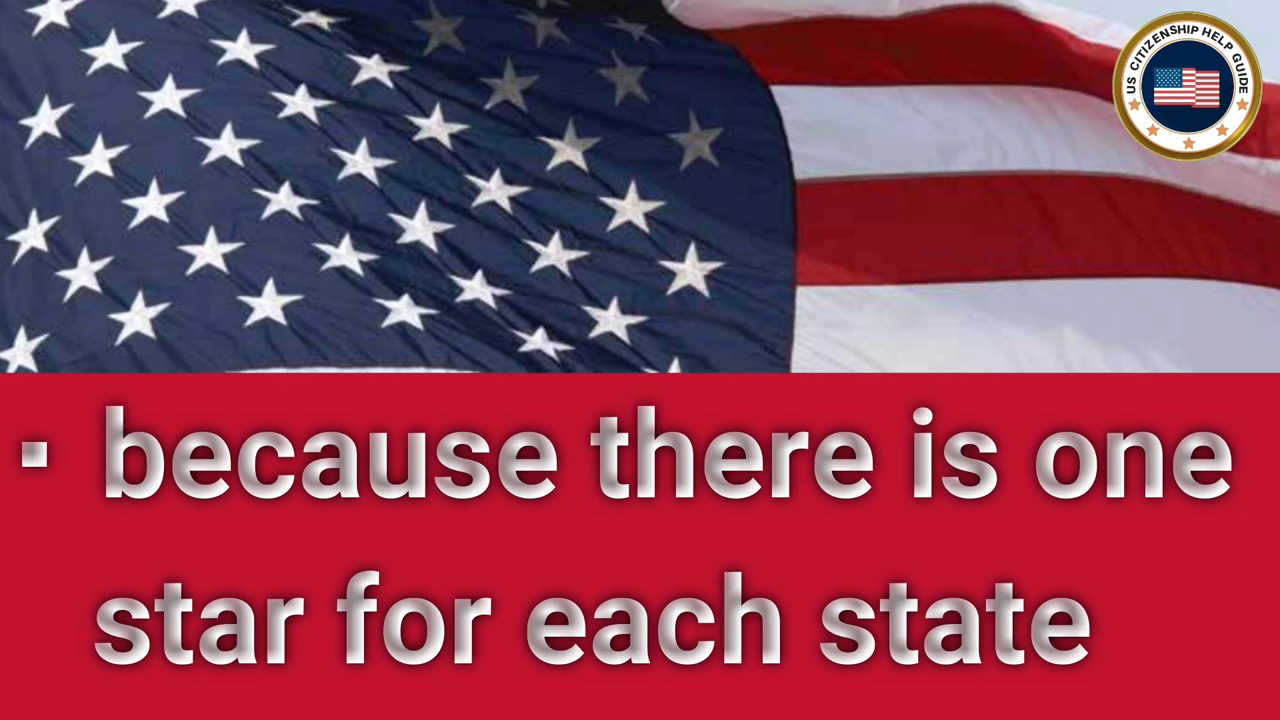 US CITIZENSHIP HELP GUIDE
▪ because there is one
star for each state